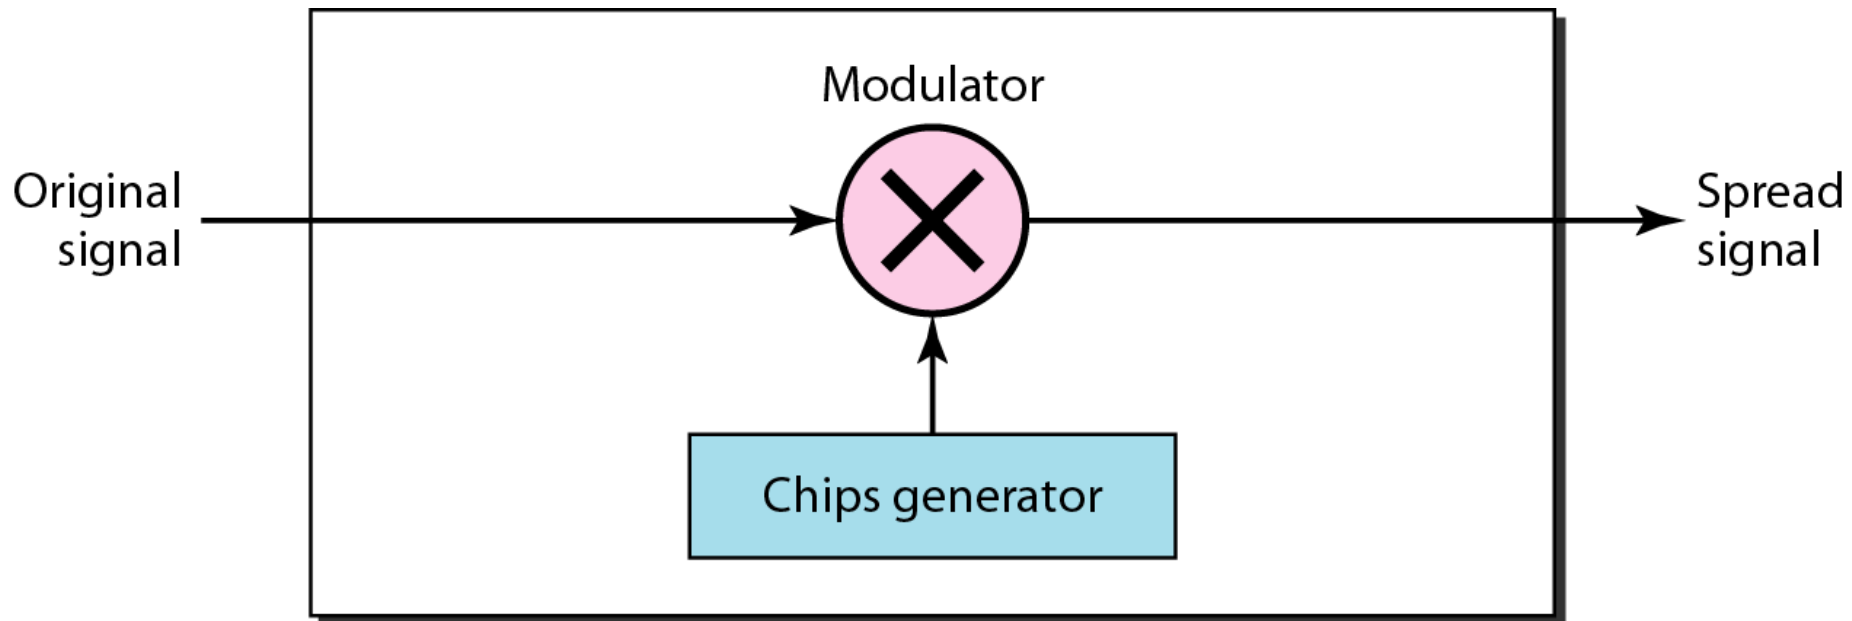 Modulator
Original
signal
Spread
signal
Chips generator